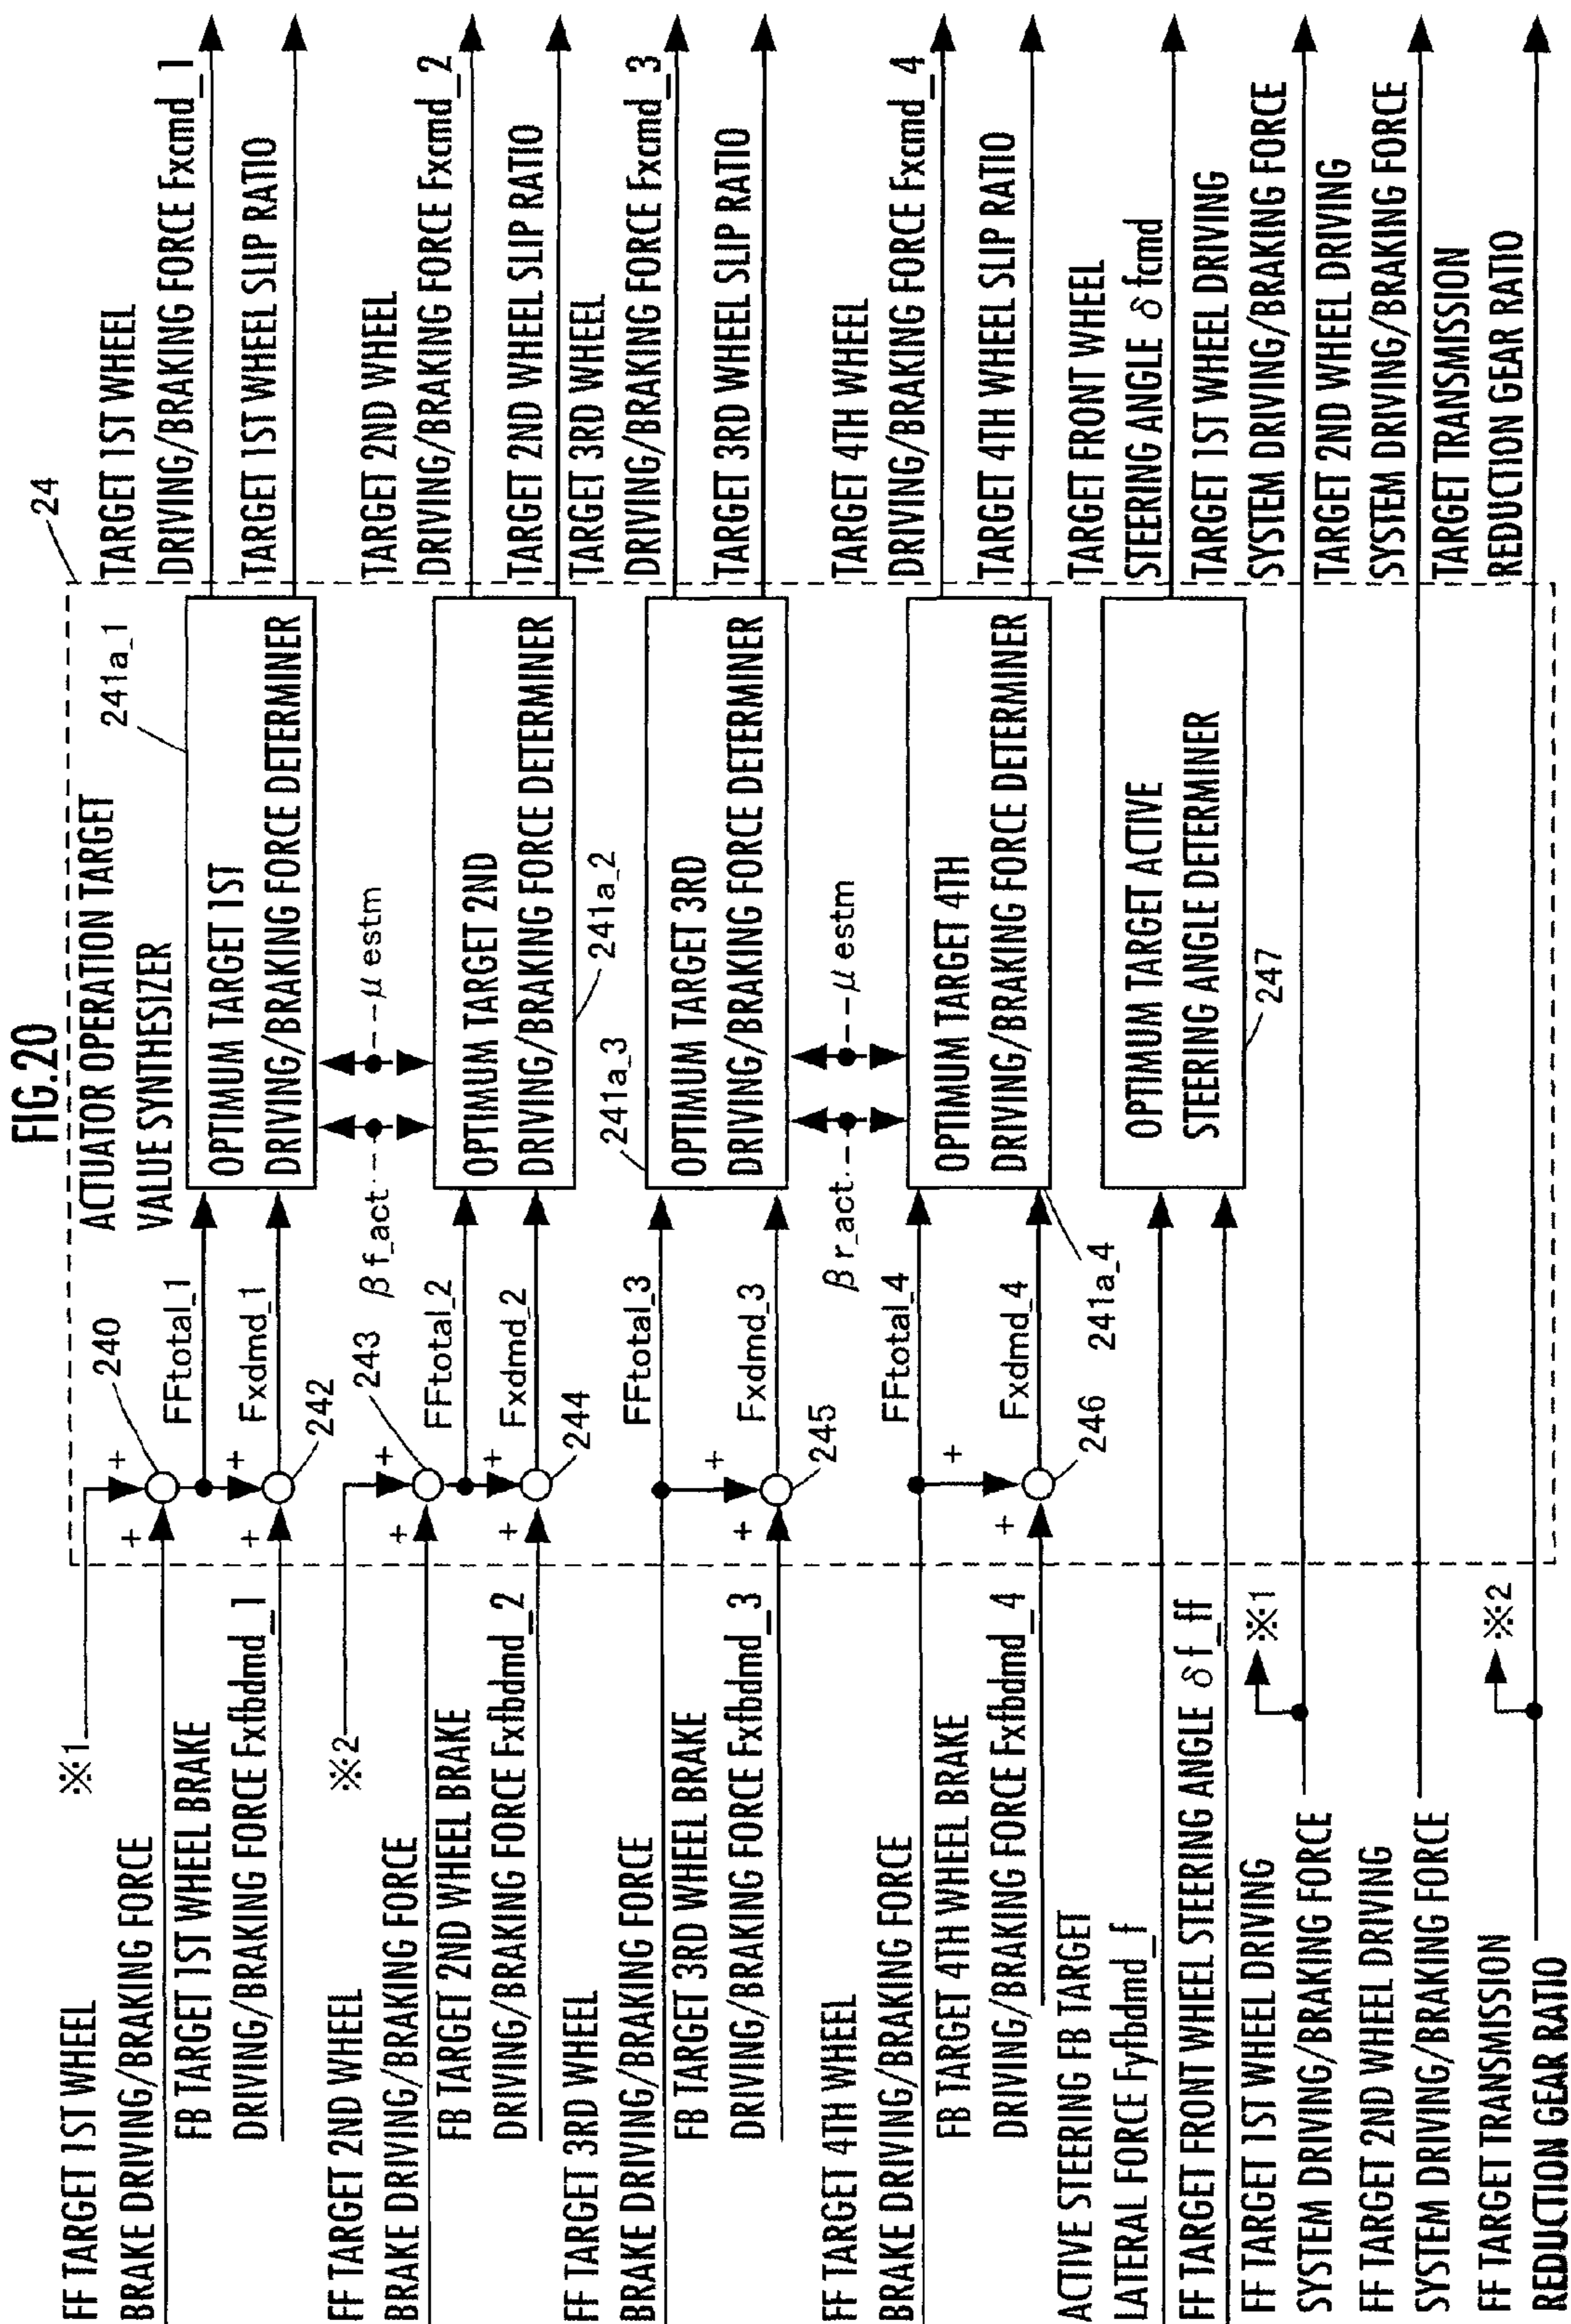 FIG.20
24
ACTUATOR OPERATION TARGET
VALUE SYNTHESIZER
※1
FF TARGET 1ST WHEEL
BRAKE DRIVING/BRAKING FORCE
FB TARGET 1ST WHEEL BRAKE
DRIVING/BRAKING FORCE Fxfbdmd_1
+
+
240
FFtotal_1
+
+
242
Fxdmd_1
241a_1
OPTIMUM TARGET 1ST
DRIVING/BRAKING FORCE DETERMINER
TARGET 1ST WHEEL
DRIVING/BRAKING FORCE Fxcmd_1
TARGET 1ST WHEEL SLIP RATIO
βf_act
μestm
※2
FF TARGET 2ND WHEEL
BRAKE DRIVING/BRAKING FORCE
FB TARGET 2ND WHEEL BRAKE
DRIVING/BRAKING FORCE Fxfbdmd_2
+
+
243
FFtotal_2
+
+
244
Fxdmd_2
OPTIMUM TARGET 2ND
DRIVING/BRAKING FORCE DETERMINER
241a_2
TARGET 2ND WHEEL
DRIVING/BRAKING FORCE Fxcmd_2
TARGET 2ND WHEEL SLIP RATIO
FF TARGET 3RD WHEEL
BRAKE DRIVING/BRAKING FORCE
FB TARGET 3RD WHEEL BRAKE
DRIVING/BRAKING FORCE Fxfbdmd_3
FFtotal_3
+
+
245
Fxdmd_3
241a_3
OPTIMUM TARGET 3RD
DRIVING/BRAKING FORCE DETERMINER
TARGET 3RD WHEEL
DRIVING/BRAKING FORCE Fxcmd_3
TARGET 3RD WHEEL SLIP RATIO
βr_act
μestm
FF TARGET 4TH WHEEL
BRAKE DRIVING/BRAKING FORCE
FB TARGET 4TH WHEEL BRAKE
DRIVING/BRAKING FORCE Fxfbdmd_4
FFtotal_4
+
+
246
Fxdmd_4
241a_4
OPTIMUM TARGET 4TH
DRIVING/BRAKING FORCE DETERMINER
TARGET 4TH WHEEL
DRIVING/BRAKING FORCE Fxcmd_4
TARGET 4TH WHEEL SLIP RATIO
ACTIVE STEERING FB TARGET
LATERAL FORCE Fyfbdmd_f
FF TARGET FRONT WHEEL STEERING ANGLE δf_ff
OPTIMUM TARGET ACTIVE
STEERING ANGLE DETERMINER
247
TARGET FRONT WHEEL
STEERING ANGLE δfcmd
FF TARGET 1ST WHEEL DRIVING
SYSTEM DRIVING/BRAKING FORCE
※1
TARGET 1ST WHEEL DRIVING
SYSTEM DRIVING/BRAKING FORCE
FF TARGET 2ND WHEEL DRIVING
SYSTEM DRIVING/BRAKING FORCE
TARGET 2ND WHEEL DRIVING
SYSTEM DRIVING/BRAKING FORCE
FF TARGET TRANSMISSION
REDUCTION GEAR RATIO
※2
TARGET TRANSMISSION
REDUCTION GEAR RATIO